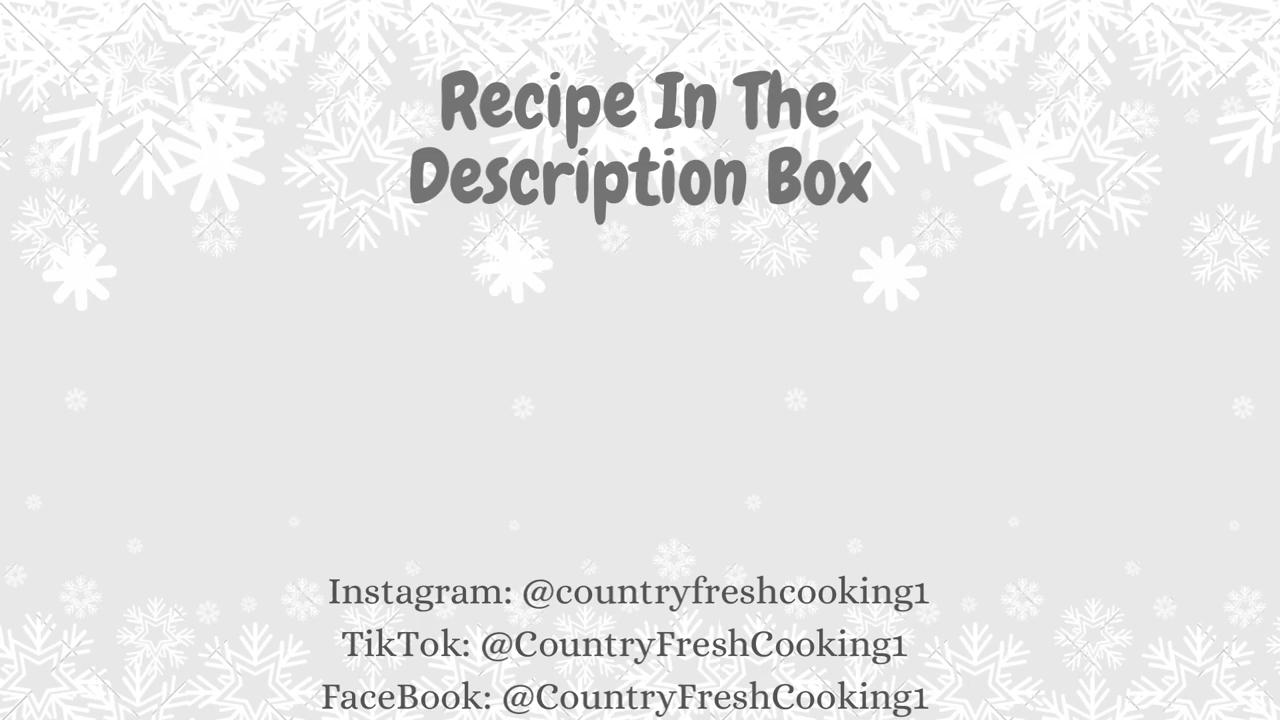 Recipe In The
Description Box
Instagram: @countryfreshcooking1
TikTok: @CountryFreshCooking1
FaceBook: @CountryFreshCooking1